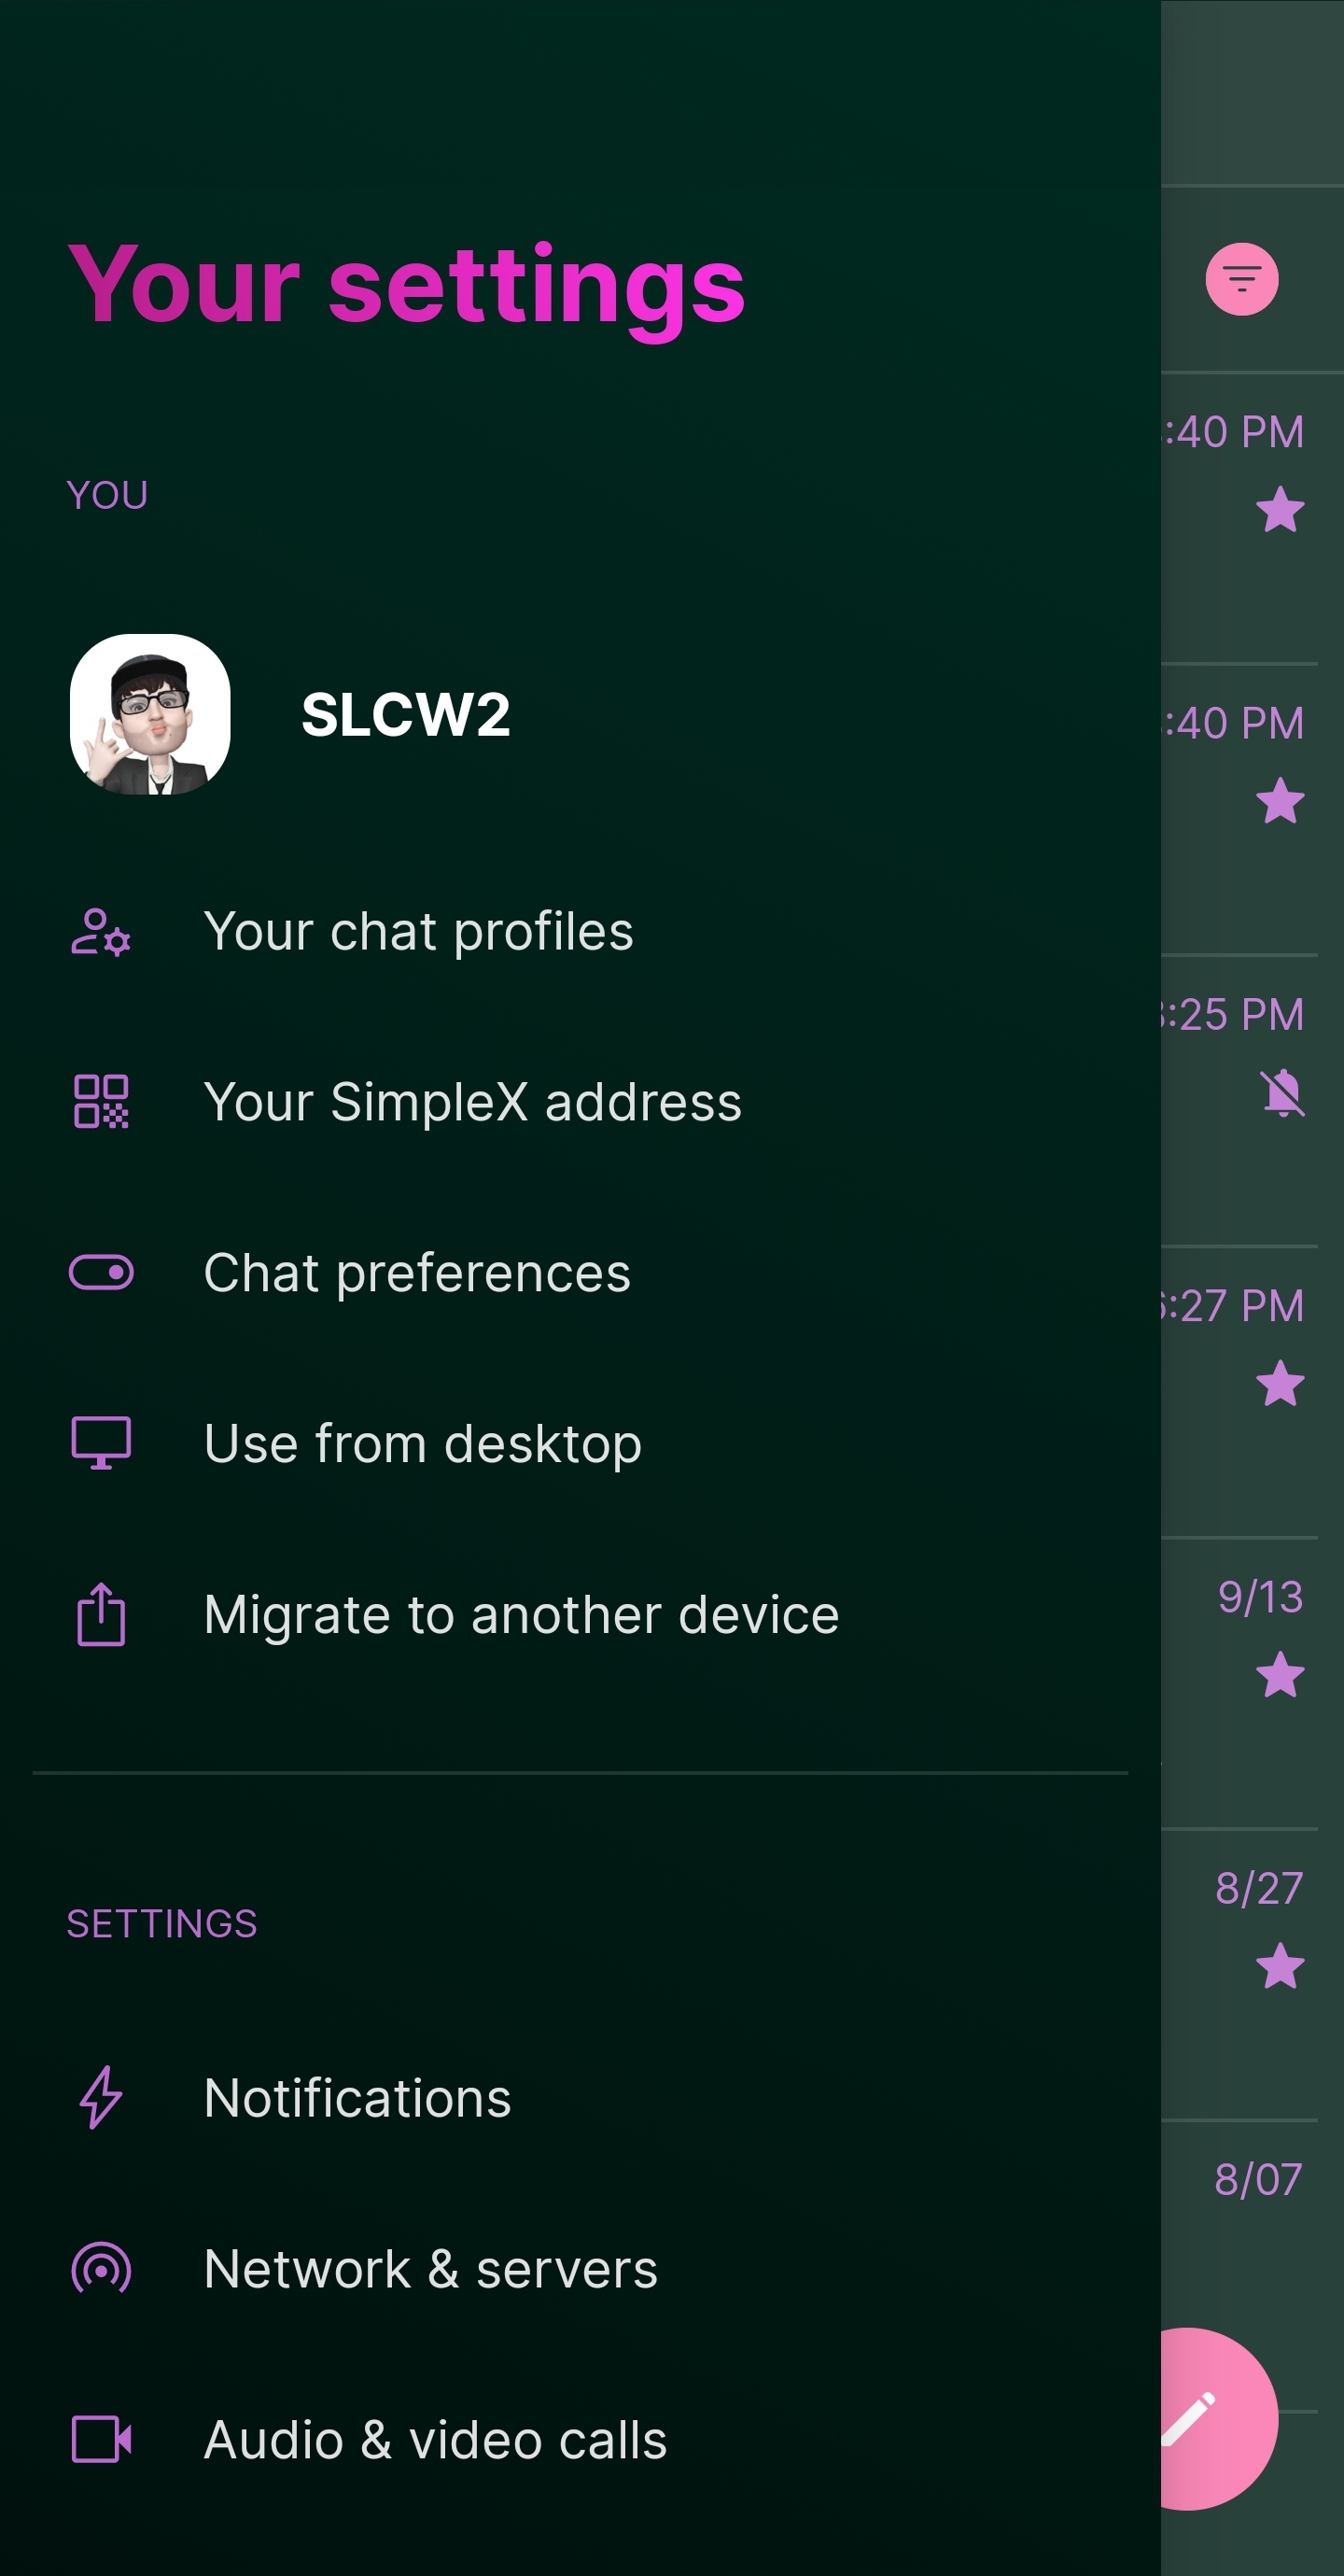 Your settings
YOU
SLCW2
Your chat profiles
Your SimpleX address
Chat preferences
Use from desktop
Migrate to another device
SETTINGS
Notifications
Network & servers
Audio & video calls
:40 PM
:40 PM
:25 PM
:27 PM
9/13
8/27
8/07